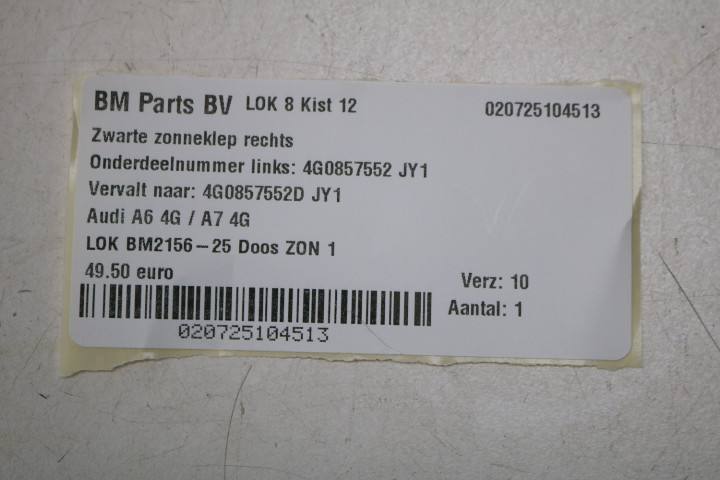 BM Parts BV LOK 8 Kist 12 020725104513
Zwarte zonneklep rechts
Onderdeelnummer links: 4G0857552 JY1
Vervalt naar: 4G0857552D JY1
Audi A6 4G / A7 4G
LOK BM2156-25 Doos ZON 1
49.50 euro Verz: 10
Aantal: 1
020725104513